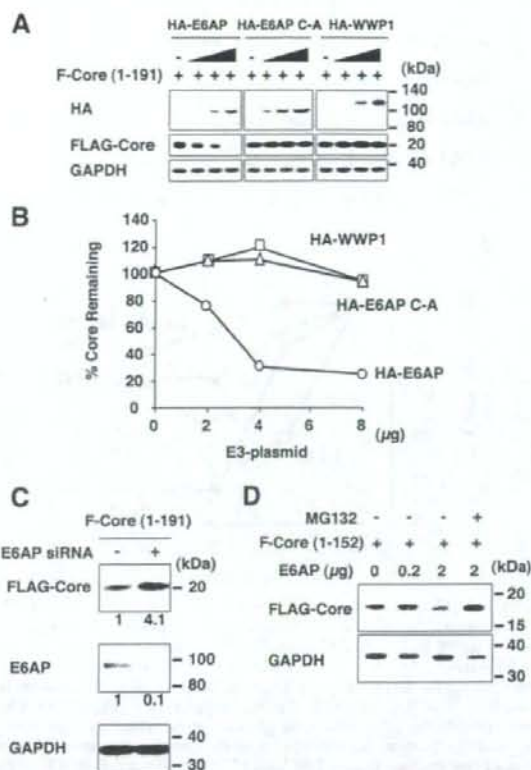 A
HA-E6AP HA-E6AP C-A HA-WWP1
- - -
F-Core (1-191) + + + + + + + + + + + + (kDa)
HA
140
100
80
FLAG-Core 20
GAPDH 40
B
% Core Remaining
140
120
100
80
60
40
20
0
HA-WWP1
HA-E6AP C-A
HA-E6AP
0 2 4 6 8 (µg)
E3-plasmid
C
F-Core (1-191)
E6AP siRNA - + (kDa)
FLAG-Core 20
1 4.1
E6AP
100
80
1 0.1
GAPDH
40
30
D
MG132 - - - +
F-Core (1-152) + + + +
E6AP (µg) 0 0.2 2 2 (kDa)
FLAG-Core
20
15
GAPDH
40
30